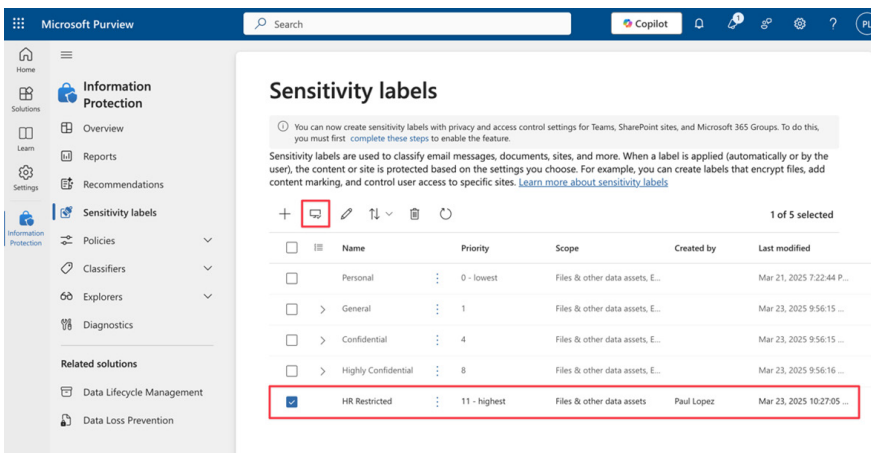 Microsoft Purview
Search
Copilot
1
?
PL
Home
Solutions
Learn
Settings
Information
Protection
Information
Protection
Overview
Reports
Recommendations
Sensitivity labels
Policies
Classifiers
Explorers
Diagnostics
Related solutions
Data Lifecycle Management
Data Loss Prevention
Sensitivity labels
You can now create sensitivity labels with privacy and access control settings for Teams, SharePoint sites, and Microsoft 365 Groups. To do this,
you must first complete these steps to enable the feature.
Sensitivity labels are used to classify email messages, documents, sites, and more. When a label is applied (automatically or by the
user), the content or site is protected based on the settings you choose. For example, you can create labels that encrypt files, add
content marking, and control user access to specific sites. Learn more about sensitivity labels
1 of 5 selected
Name Priority Scope Created by Last modified
Personal 0 - lowest Files & other data assets, E... Mar 21, 2025 7:22:44 P...
General 1 Files & other data assets, E... Mar 23, 2025 9:56:15 ...
Confidential 4 Files & other data assets, E... Mar 23, 2025 9:56:15 ...
Highly Confidential 8 Files & other data assets, E... Mar 23, 2025 9:56:16 ...
HR Restricted 11 - highest Files & other data assets Paul Lopez Mar 23, 2025 10:27:05 ...